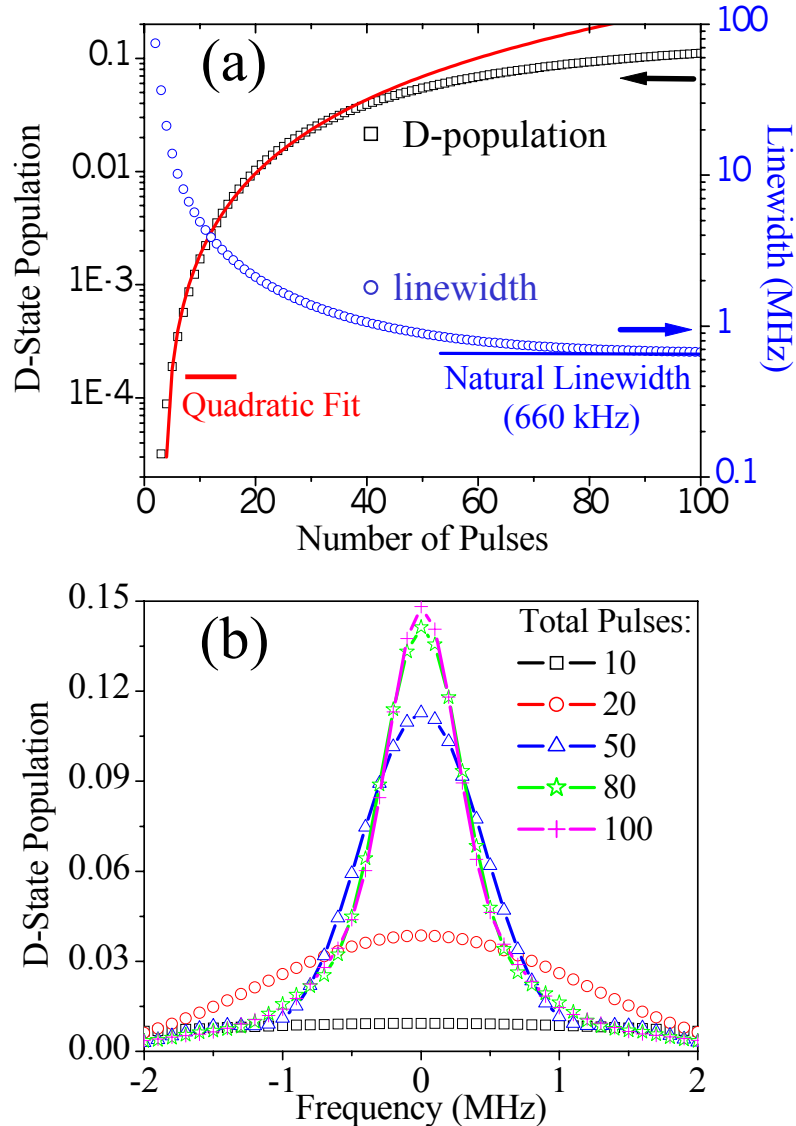 (a)
0.1
0.01
1E-3
1E-4
D-State Population
100
10
1
0.1
Linewidth (MHz)
D-population
linewidth
Quadratic Fit
Natural Linewidth
(660 kHz)
0 20 40 60 80 100
Number of Pulses
(b)
0.15
0.12
0.09
0.06
0.03
0.00
D-State Population
Total Pulses:
10
20
50
80
100
-2 -1 0 1 2
Frequency (MHz)